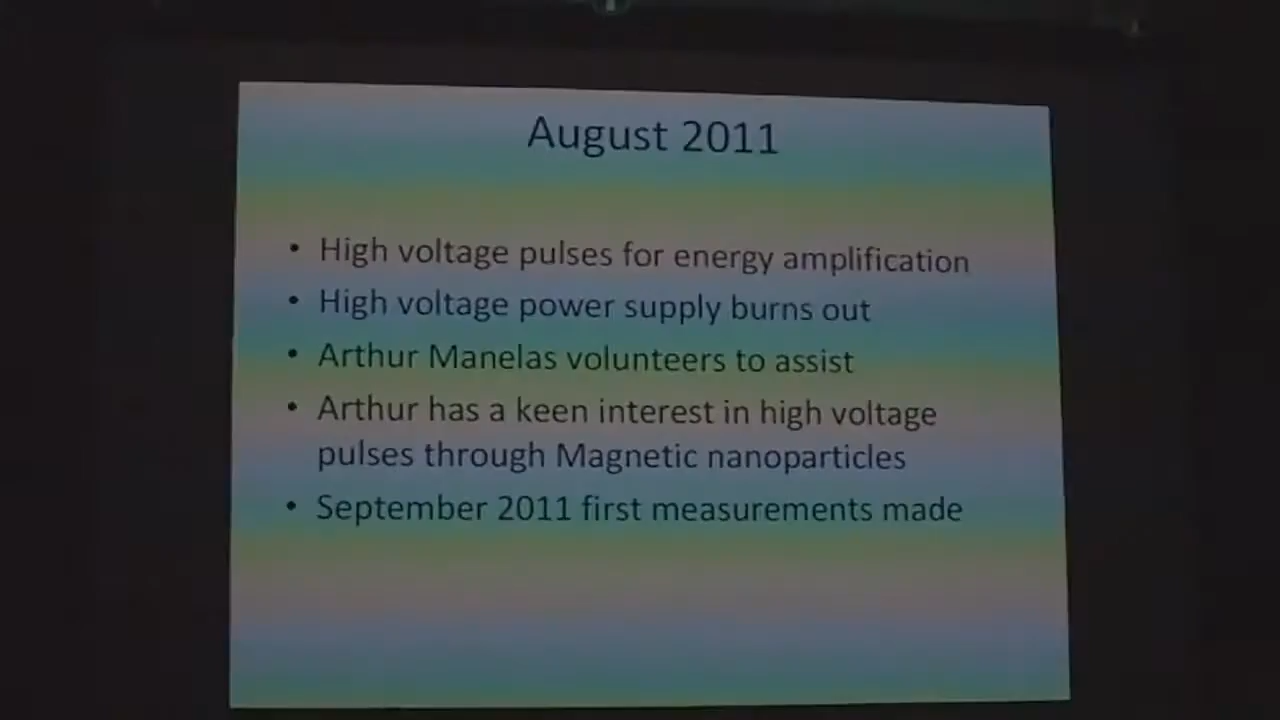 August 2011
• High voltage pulses for energy amplification
• High voltage power supply burns out
• Arthur Manelas volunteers to assist
• Arthur has a keen interest in high voltage
pulses through Magnetic nanoparticles
• September 2011 first measurements made